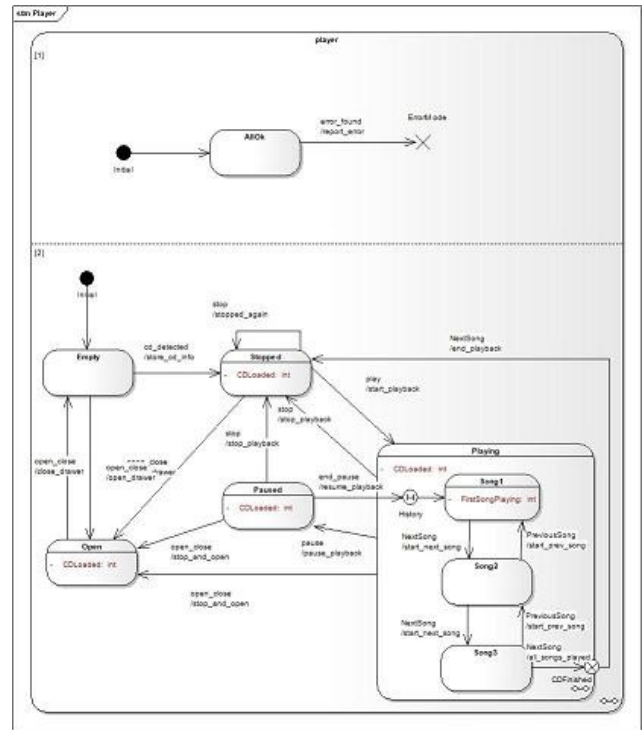 stm Player
player
[1]
AllOk
error_found
/report_error
ErrorMode
Initial
[2]
Initial
stop
/stopped_again
NextSong
/end_playback
cd_detected
/store_cd_info
Empty
Stopped
- CDLoaded: int
play
/start_playback
stop
/stop_playback
stop
/stop_playback
open_close
/close_drawer
open_close
/open_drawer
close
Playing
- CDLoaded: int
Song1
- FirstSongPlaying: int
end_pause
/resume_playback
History
Paused
- CDLoaded: int
NextSong
/start_next_song
PreviousSong
/start_prev_song
Open
- CDLoaded: int
open_close
/stop_and_open
pause
/pause_playback
Song2
open_close
/stop_and_open
NextSong
/start_next_song
PreviousSong
/start_prev_song
NextSong
/all_songs_played
Song3
CDFinished